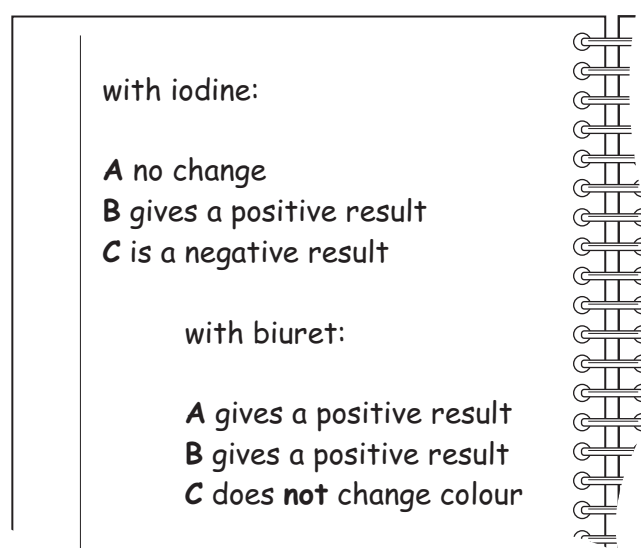 with iodine:
A no change
B gives a positive result
C is a negative result
with biuret:
A gives a positive result
B gives a positive result
C does not change colour